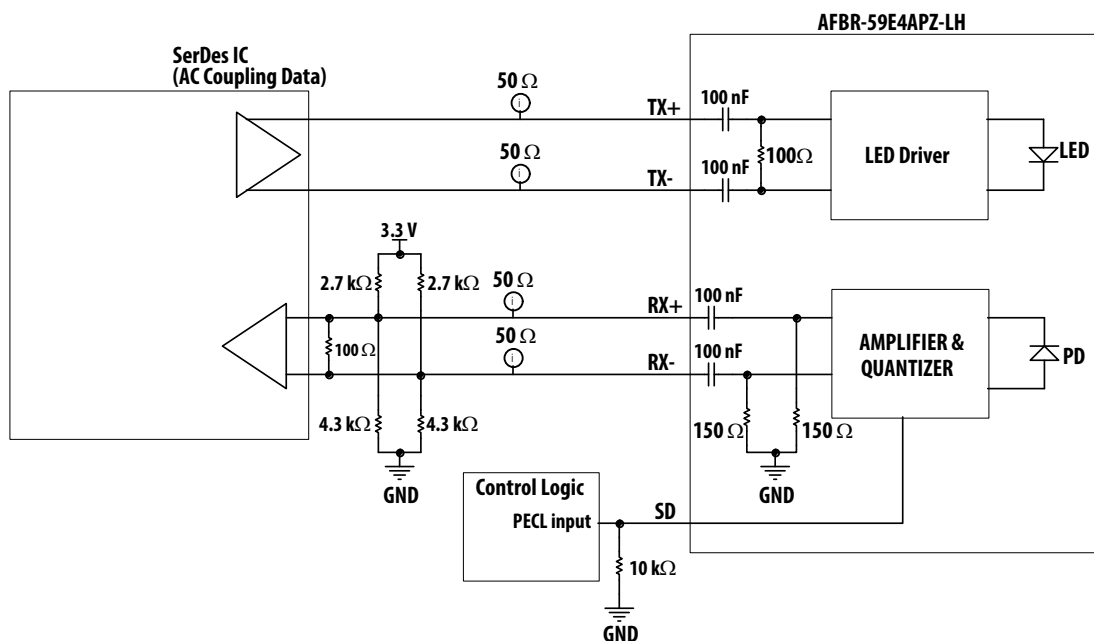 AFBR-59E4APZ-LH
SerDes IC
(AC Coupling Data)
50 Ω
i
TX+
100 nF
100Ω
LED Driver
LED
50 Ω
i
TX-
100 nF
3.3 V
2.7 kΩ
2.7 kΩ
50 Ω
i
RX+
100 nF
100 Ω
50 Ω
i
RX-
100 nF
AMPLIFIER &
QUANTIZER
PD
4.3 kΩ
4.3 kΩ
150 Ω
150 Ω
GND
GND
Control Logic
PECL input
SD
10 kΩ
GND